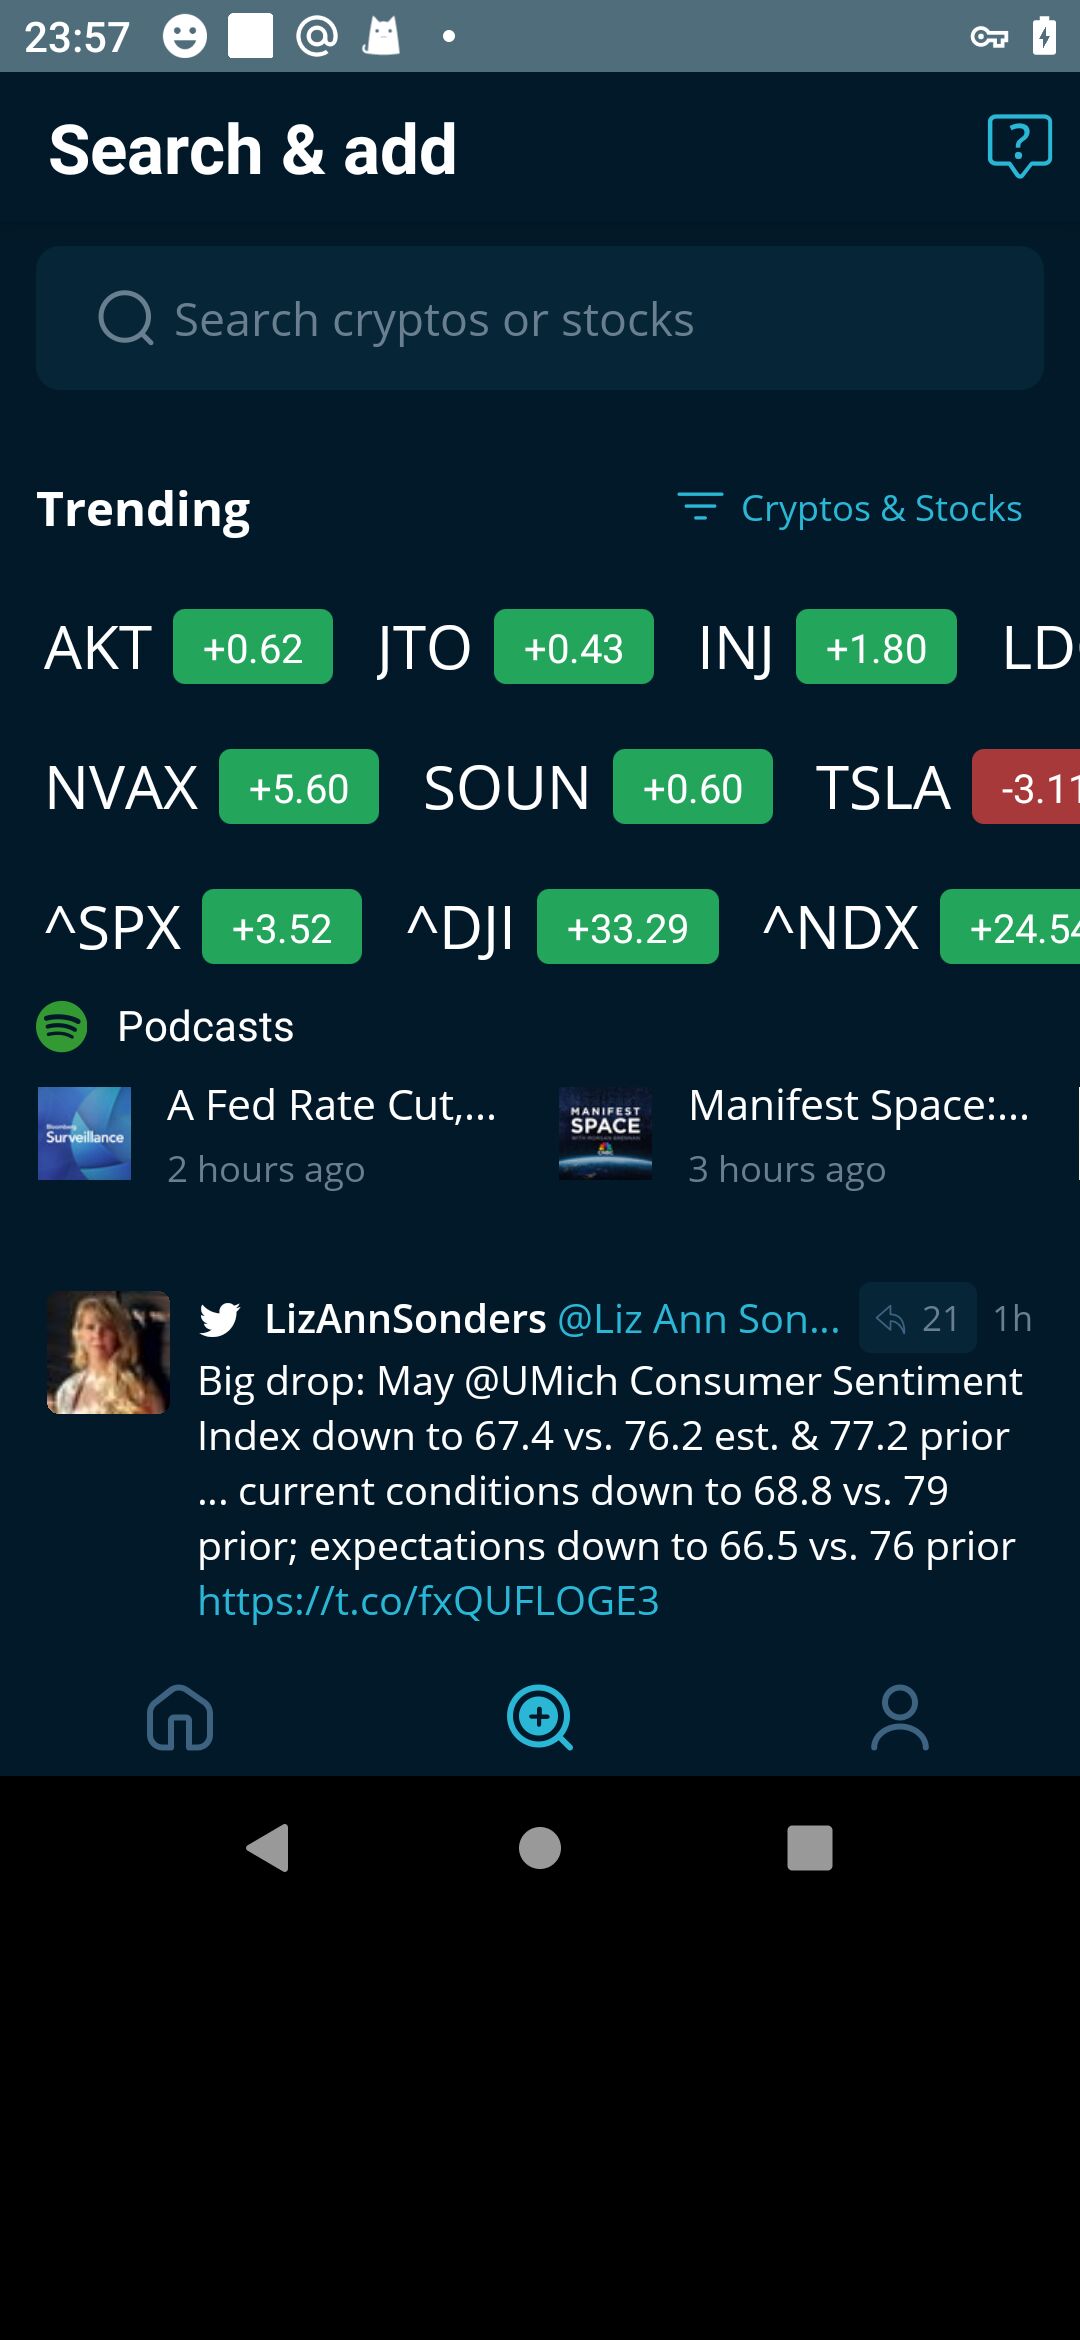 23:57
Search & add
Search cryptos or stocks
Trending
Cryptos & Stocks
AKT +0.62 JTO +0.43 INJ +1.80 LD
NVAX +5.60 SOUN +0.60 TSLA -3.11
^SPX +3.52 ^DJI +33.29 ^NDX +24.54
Podcasts
A Fed Rate Cut,... Manifest Space:...
2 hours ago 3 hours ago
Bloomberg
Surveillance
MANIFEST
SPACE
LizAnnSonders @Liz Ann Son... 21 1h
Big drop: May @UMich Consumer Sentiment
Index down to 67.4 vs. 76.2 est. & 77.2 prior
... current conditions down to 68.8 vs. 79
prior; expectations down to 66.5 vs. 76 prior
https://t.co/fxQUFLOGE3